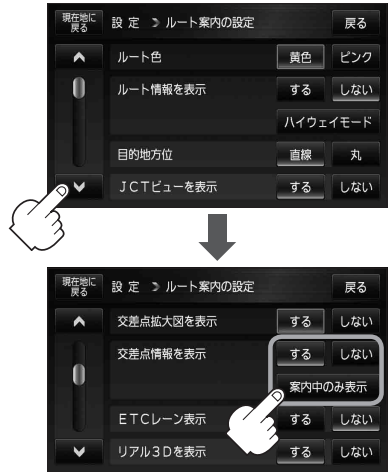 現在地に
戻る
設 定 ルート案内の設定 戻る
ルート色 黄色 ピンク
ルート情報を表示 する しない
ハイウェイモード
目的地方位 直線 丸
JCTビューを表示 する しない
現在地に
戻る
設 定 ルート案内の設定 戻る
交差点拡大図を表示 する しない
交差点情報を表示 する しない
案内中のみ表示
ETCレーン表示 する しない
リアル3Dを表示 する しない